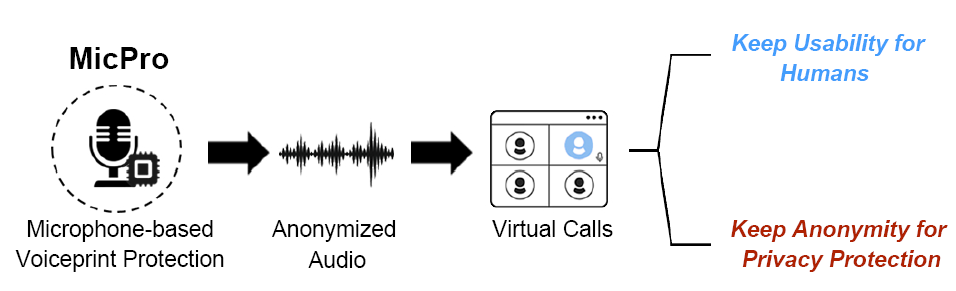 MicPro
Microphone-based
Voiceprint Protection
Anonymized
Audio
Virtual Calls
Keep Usability for
Humans
Keep Anonymity for
Privacy Protection